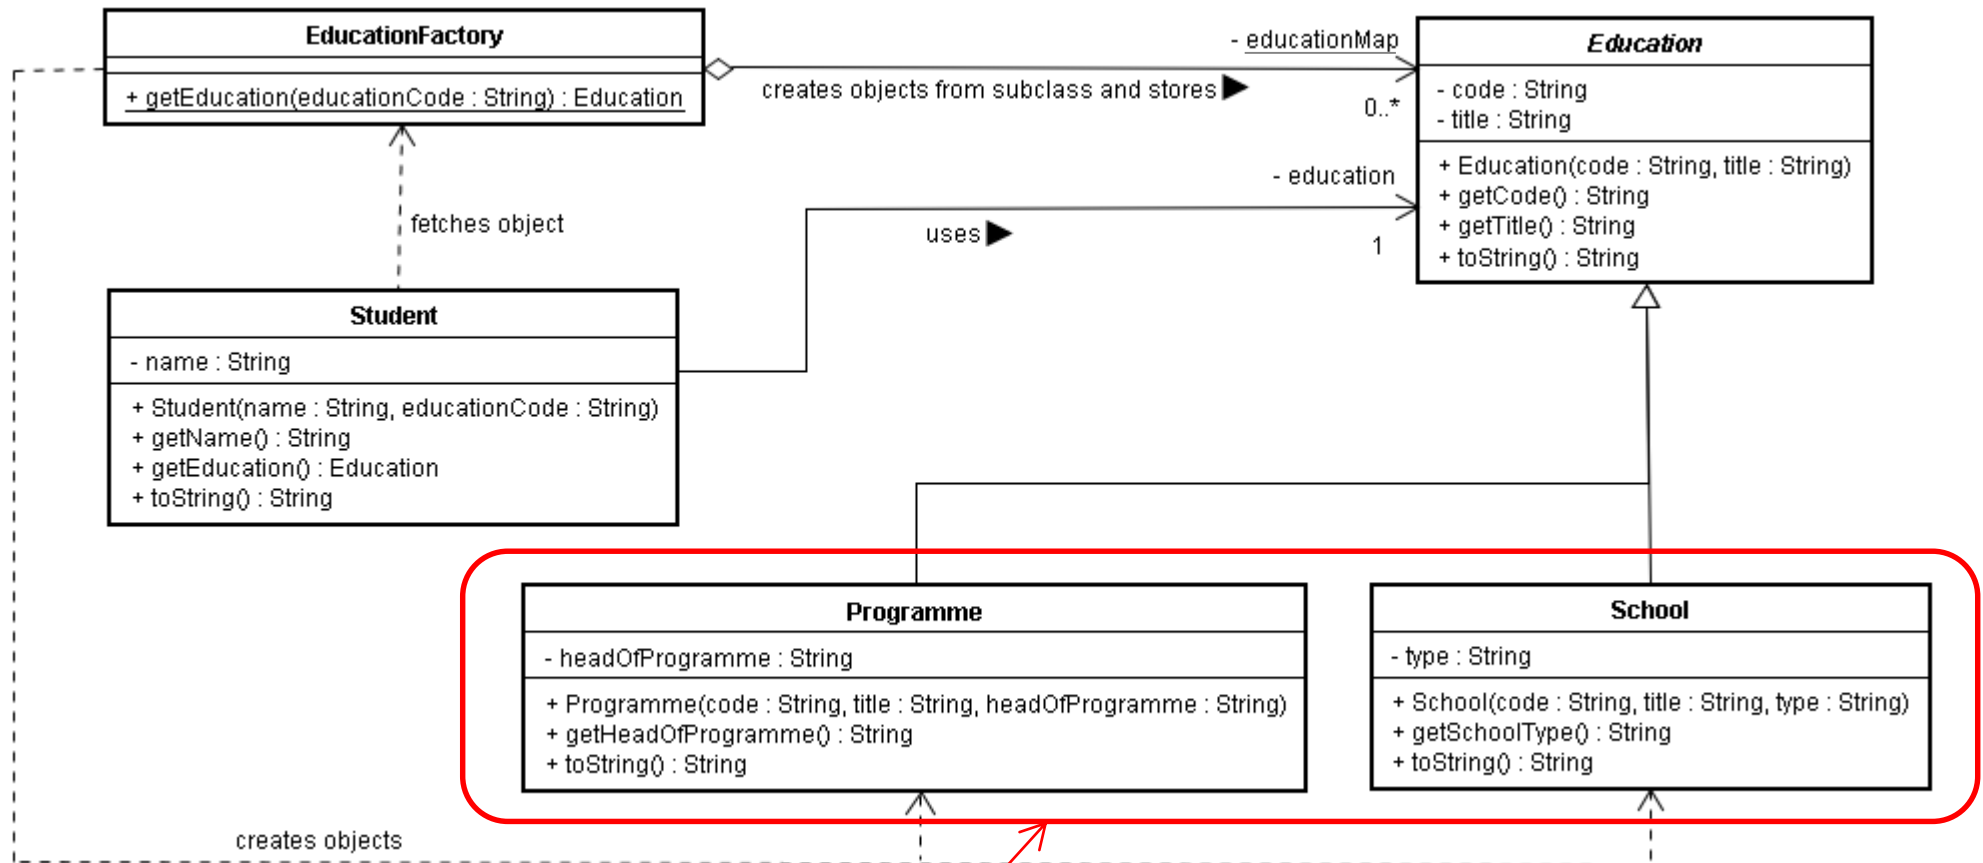 EducationFactory
+ getEducation(educationCode : String) : Education
- educationMap
creates objects from subclass and stores
0..*
Education
- code : String
- title : String
+ Education(code : String, title : String)
+ getCode() : String
+ getTitle() : String
+ toString() : String
- education
uses
1
fetches object
Student
- name : String
+ Student(name : String, educationCode : String)
+ getName() : String
+ getEducation() : Education
+ toString() : String
Programme
- headOfProgramme : String
+ Programme(code : String, title : String, headOfProgramme : String)
+ getHeadOfProgramme() : String
+ toString() : String
School
- type : String
+ School(code : String, title : String, type : String)
+ getSchoolType() : String
+ toString() : String
creates objects